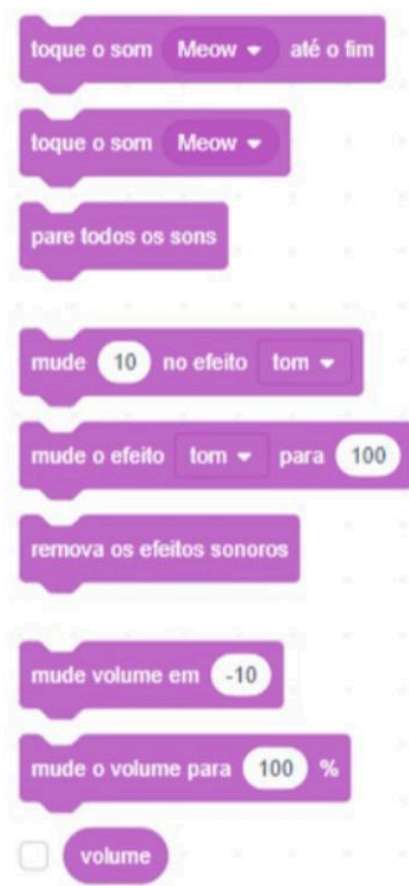 toque o som Meow até o fim
toque o som Meow
pare todos os sons
mude 10 no efeito tom
mude o efeito tom para 100
remova os efeitos sonoros
mude volume em -10
mude o volume para 100 %
volume